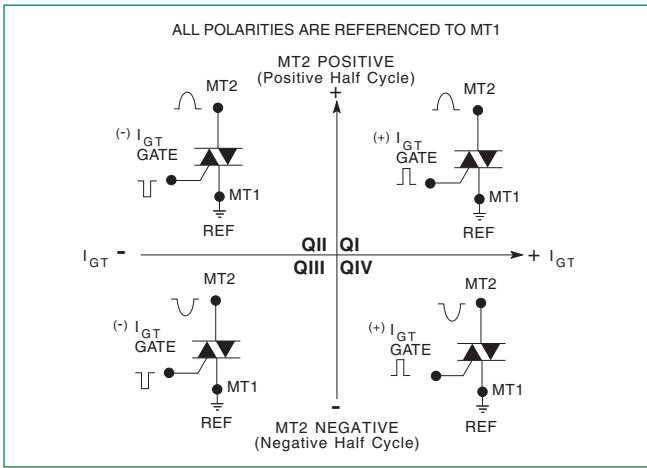 ALL POLARITIES ARE REFERENCED TO MT1
MT2 POSITIVE
(Positive Half Cycle)
+
MT2
(-) IGT
GATE
MT1
REF
MT2
(+) IGT
GATE
MT1
REF
IGT -
QII QI
QIII QIV
+ IGT
MT2
(-) IGT
GATE
MT1
REF
MT2
(+) IGT
GATE
MT1
REF
-
MT2 NEGATIVE
(Negative Half Cycle)